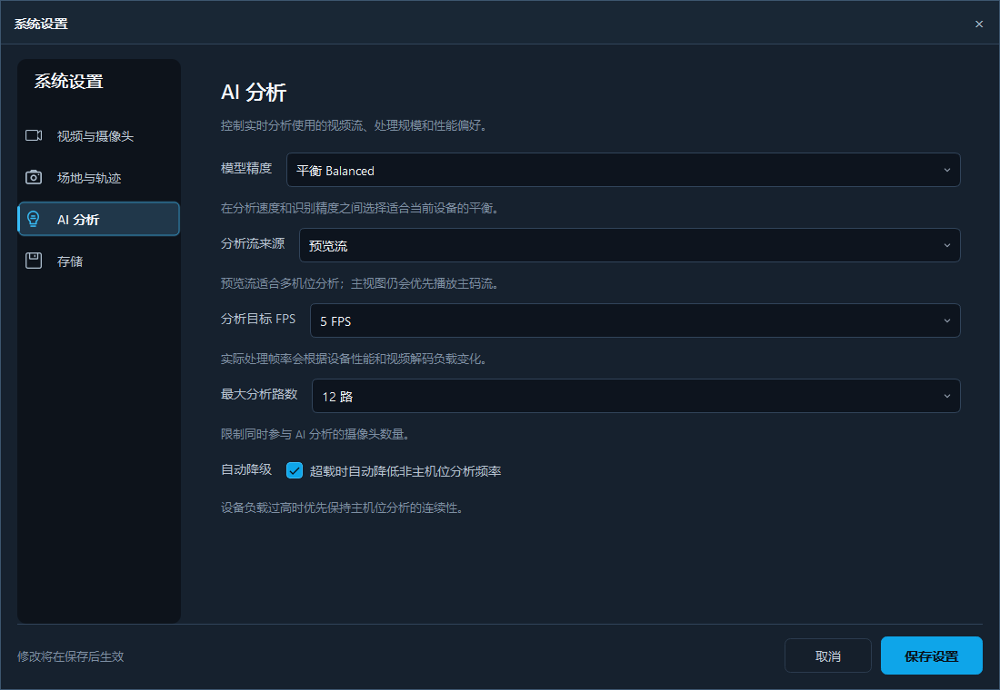 系统设置
×
系统设置
视频与摄像头
场地与轨迹
AI 分析
存储
AI 分析
控制实时分析使用的视频流、处理规模和性能偏好。
模型精度 平衡 Balanced
在分析速度和识别精度之间选择适合当前设备的平衡。
分析流来源 预览流
预览流适合多机位分析；主视图仍会优先播放主码流。
分析目标 FPS 5 FPS
实际处理帧率会根据设备性能和视频解码负载变化。
最大分析路数 12 路
限制同时参与 AI 分析的摄像头数量。
自动降级 超载时自动降低非主机位分析频率
设备负载过高时优先保持主机位分析的连续性。
修改将在保存后生效
取消
保存设置